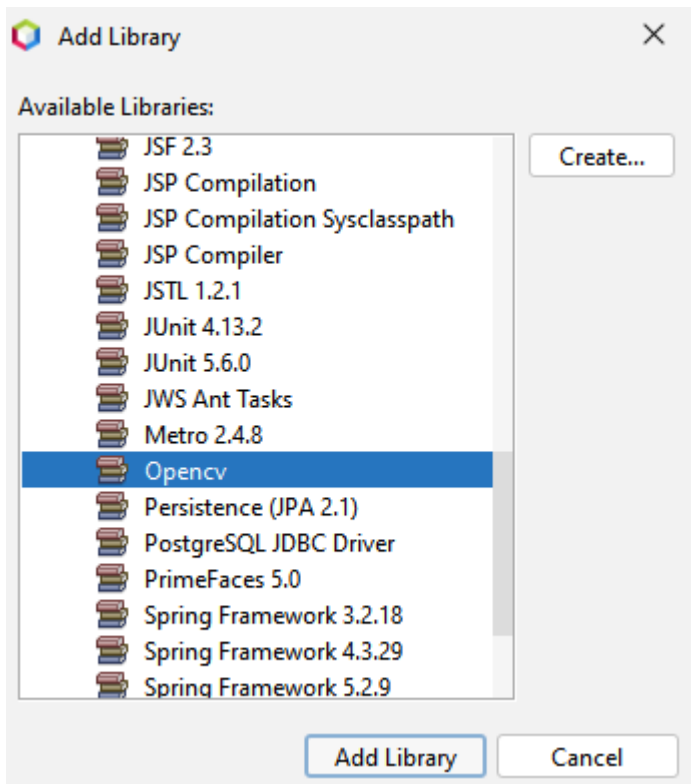 Add Library
Available Libraries:
JSF 2.3
Create...
JSP Compilation
JSP Compilation Sysclasspath
JSP Compiler
JSTL 1.2.1
JUnit 4.13.2
JUnit 5.6.0
JWS Ant Tasks
Metro 2.4.8
Opencv
Persistence (JPA 2.1)
PostgreSQL JDBC Driver
PrimeFaces 5.0
Spring Framework 3.2.18
Spring Framework 4.3.29
Spring Framework 5.2.9
Add Library Cancel